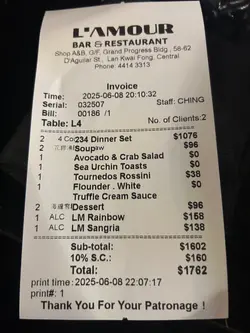 L'AMOUR
BAR & RESTAURANT
Shop A&B, G/F, Grand Progress Bldg., 56-62
D'Aguilar St., Lan Kwai Fong, Central
Phone: 4414 3313
Invoice
Time: 2025-06-08 20:10:32
Serial: 032507 Staff: CHING
Bill: 00186 /1
Table: L4 No. of Clients:2
2 4 Co 234 Dinner Set $1076
2 Soup $96
1 Avocado & Crab Salad $0
1 Sea Urchin Toasts $0
1 Tournedos Rossini $38
1 Flounder . White $0
Truffle Cream Sauce
2 Dessert $96
1 ALC LM Rainbow $158
1 ALC LM Sangria $138
Sub-total: $1602
10% S.C.: $160
Total: $1762
print time: 2025-06-08 22:07:17
print#: 1
Thank You For Your Patronage !